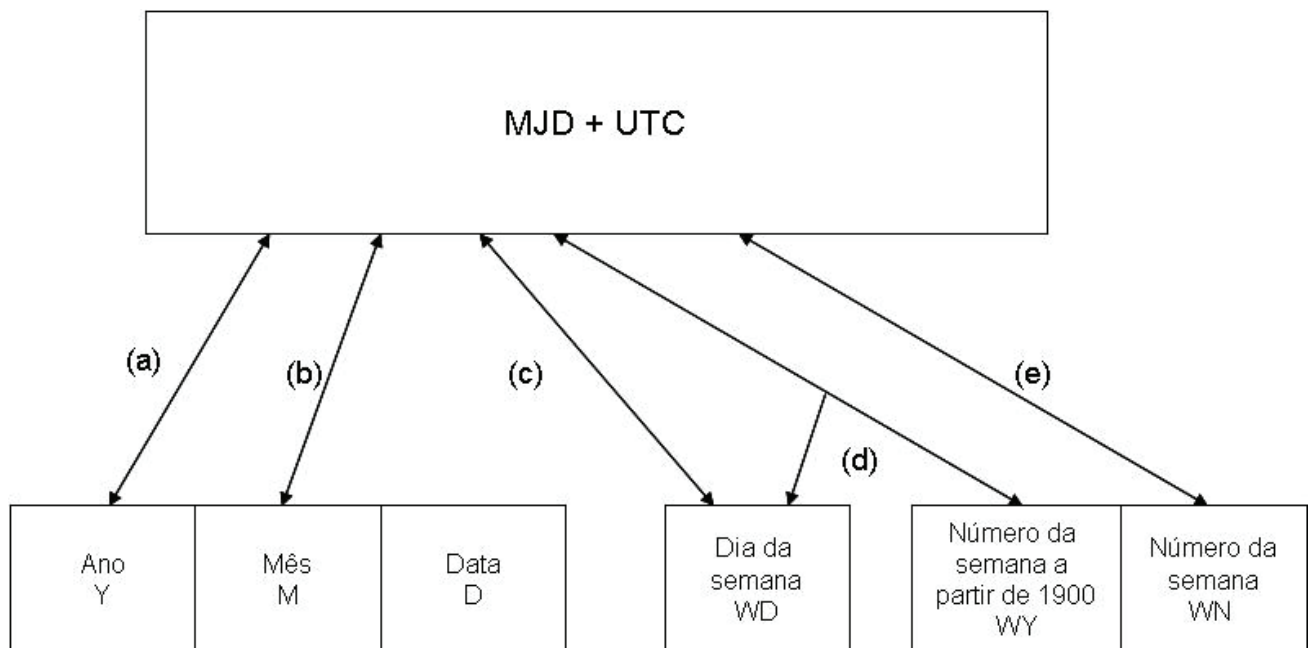 MJD + UTC
(a)
(b)
(c)
(e)
(d)
Ano
Y
Mês
M
Data
D
Dia da
semana
WD
Número da
semana a
partir de 1900
WY
Número da
semana
WN